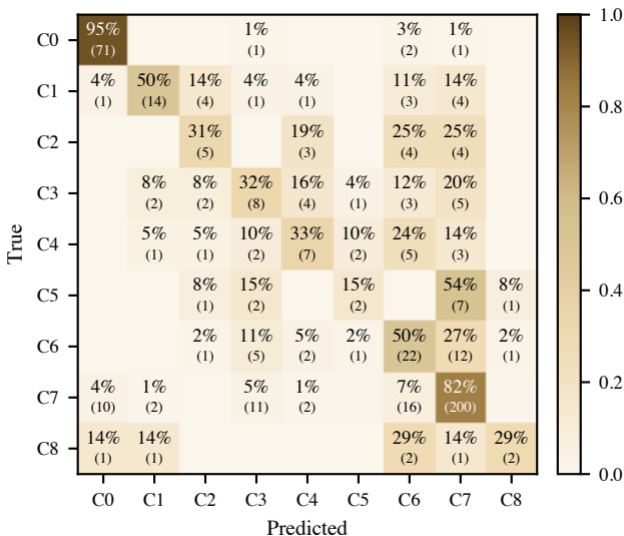 95% 1% 3% 1% 1.0
C0 (71) (1) (2) (1)
4% 50% 14% 4% 4% 11% 14%
C1 (1) (14) (4) (1) (1) (3) (4)
0.8
31% 19% 25% 25%
C2 (5) (3) (4) (4)
8% 8% 32% 16% 4% 12% 20%
C3 (2) (2) (8) (4) (1) (3) (5)
0.6
True
5% 5% 10% 33% 10% 24% 14%
C4 (1) (1) (2) (7) (2) (5) (3)
8% 15% 15% 54% 8%
C5 (1) (2) (2) (7) (1)
0.4
2% 11% 5% 2% 50% 27% 2%
C6 (1) (5) (2) (1) (22) (12) (1)
4% 1% 5% 1% 7% 82%
C7 (10) (2) (11) (2) (16) (200)
0.2
14% 14% 29% 14% 29%
C8 (1) (1) (2) (1) (2)
0.0
C0 C1 C2 C3 C4 C5 C6 C7 C8
Predicted